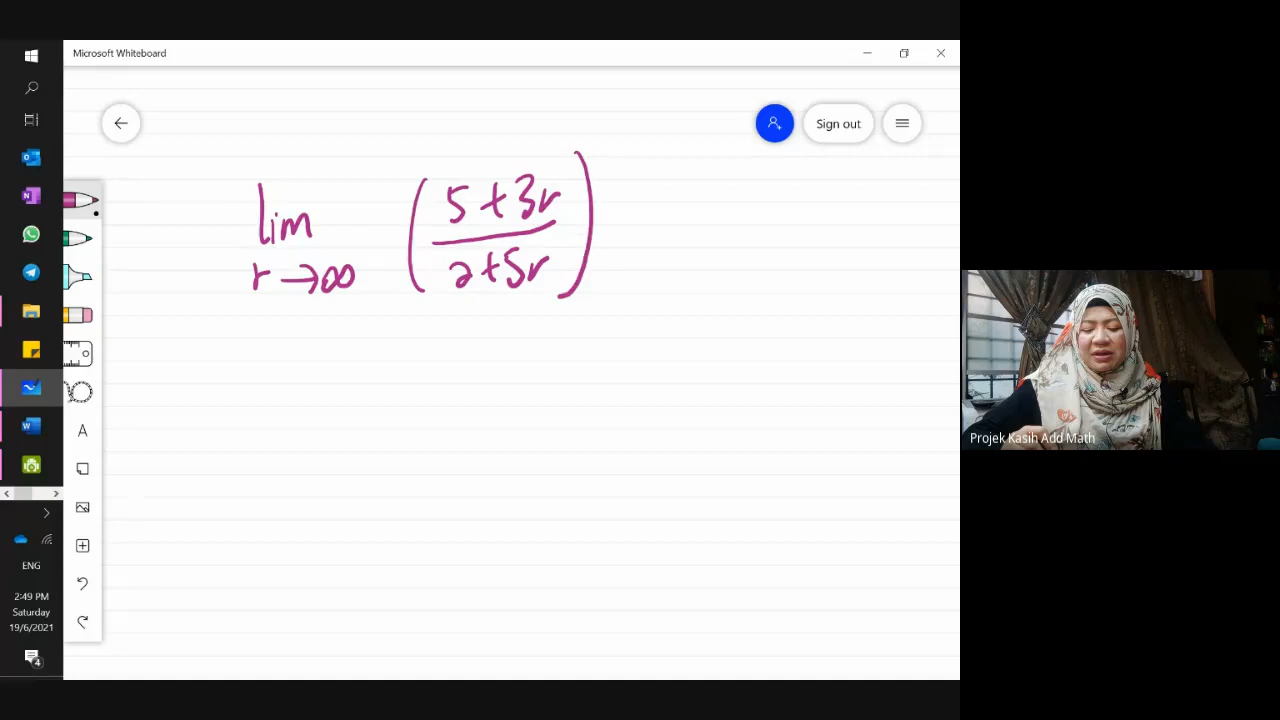 Microsoft Whiteboard
Sign out
lim
r→∞
(5+3r
2+5r)
A
Projek Kasih Add Math
ENG
2:49 PM
Saturday
19/6/2021
4